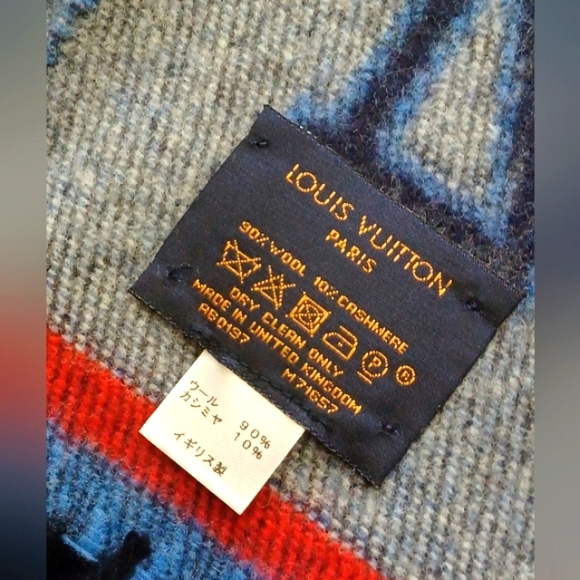 LOUIS VUITTON
PARIS
90% WOOL 10% CASHMERE
P ®
DRY CLEAN ONLY
MADE IN UNITED KINGDOM
AB0197 M71657
ウール 90%
カシミヤ 10%
イギリス製